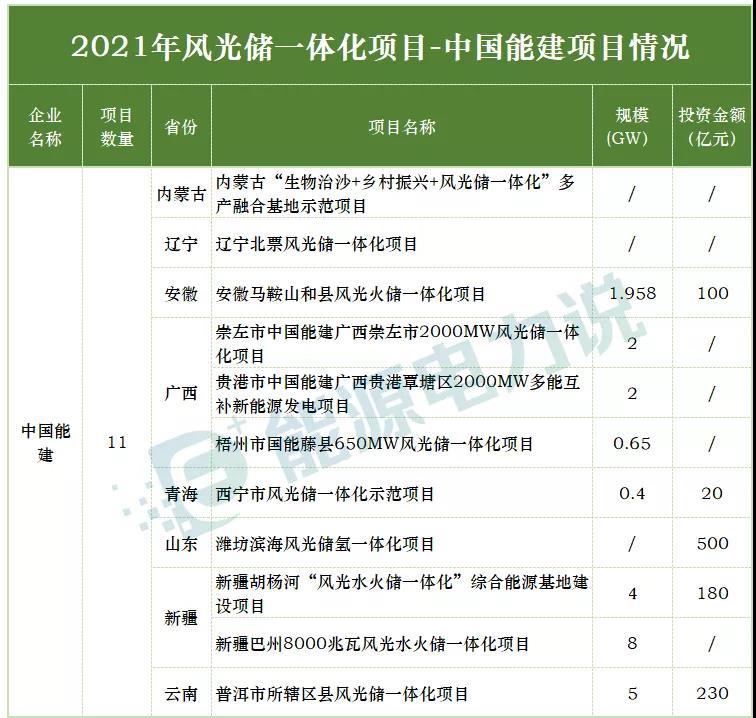 2021年风光储一体化项目-中国能建项目情况
企业
名称
项目
数量
省份
项目名称
规模
(GW)
投资金额
(亿元)
中国能
建
11
内蒙古
内蒙古“生物治沙+乡村振兴+风光储一体化”多
产融合基地示范项目
/
/
辽宁
辽宁北票风光储一体化项目
/
/
安徽
安徽马鞍山和县风光火储一体化项目
1.958
100
广西
崇左市中国能建广西崇左市2000MW风光储一体
化项目
2
/
贵港市中国能建广西贵港覃塘区2000MW多能互
补新能源发电项目
2
/
梧州市国能藤县650MW风光储一体化项目
0.65
/
青海
西宁市风光储一体化示范项目
0.4
20
山东
潍坊滨海风光储氢一体化项目
/
500
新疆
新疆胡杨河“风光水火储一体化”综合能源基地建
设项目
4
180
新疆巴州8000兆瓦风光水火储一体化项目
8
/
云南
普洱市所辖区县风光储一体化项目
5
230
能源电力说